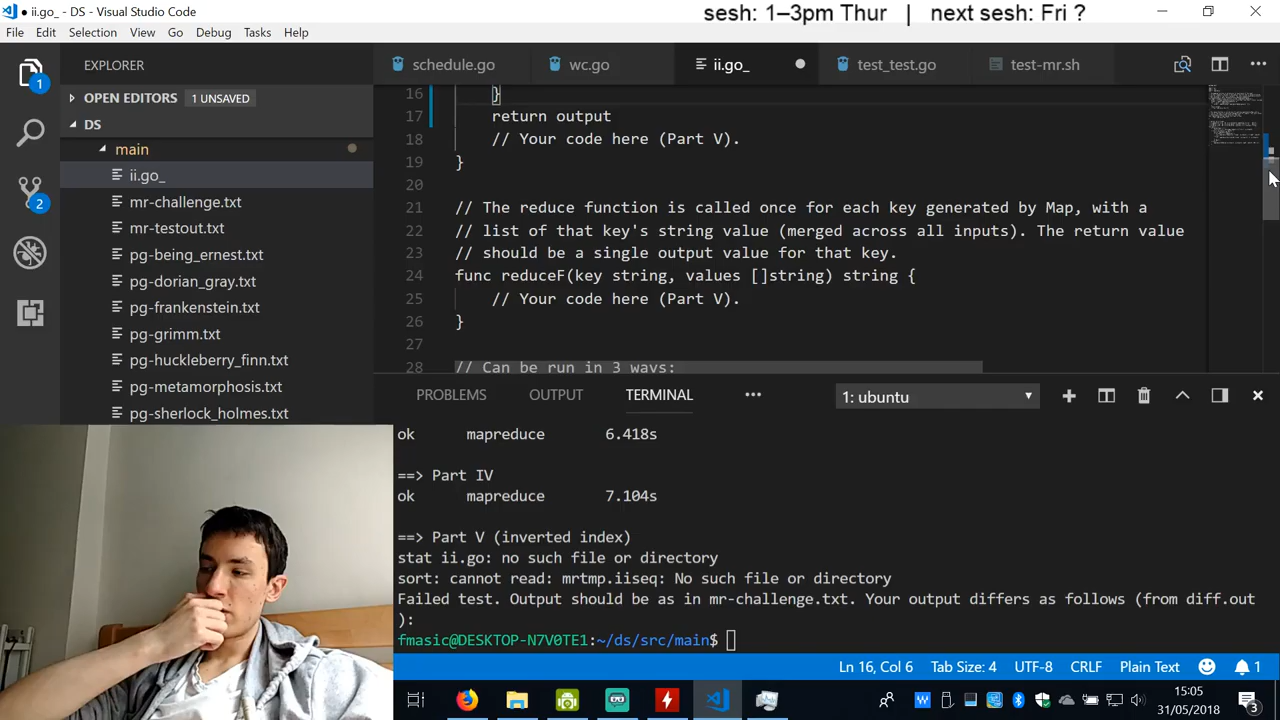 ii.go_ - DS - Visual Studio Code
sesh: 1–3pm Thur | next sesh: Fri ?
File Edit Selection View Go Debug Tasks Help
EXPLORER
schedule.go
wc.go
ii.go_
test_test.go
test-mr.sh
1
OPEN EDITORS 1 UNSAVED
DS
main
ii.go_
mr-challenge.txt
mr-testout.txt
pg-being_ernest.txt
pg-dorian_gray.txt
pg-frankenstein.txt
pg-grimm.txt
pg-huckleberry_finn.txt
pg-metamorphosis.txt
pg-sherlock_holmes.txt
2
16 }
17 return output
18 // Your code here (Part V).
19 }
20
21 // The reduce function is called once for each key generated by Map, with a
22 // list of that key's string value (merged across all inputs). The return value
23 // should be a single output value for that key.
24 func reduceF(key string, values []string) string {
25 // Your code here (Part V).
26 }
27
28 // Can be run in 3 ways:
PROBLEMS OUTPUT TERMINAL ••• 1: ubuntu
ok mapreduce 6.418s
==> Part IV
ok mapreduce 7.104s
==> Part V (inverted index)
stat ii.go: no such file or directory
sort: cannot read: mrtmp.iiseq: No such file or directory
Failed test. Output should be as in mr-challenge.txt. Your output differs as follows (from diff.out
):
fmasic@DESKTOP-N7V0TE1:~/ds/src/main$
Ln 16, Col 6 Tab Size: 4 UTF-8 CRLF Plain Text 1
15:05
31/05/2018
3